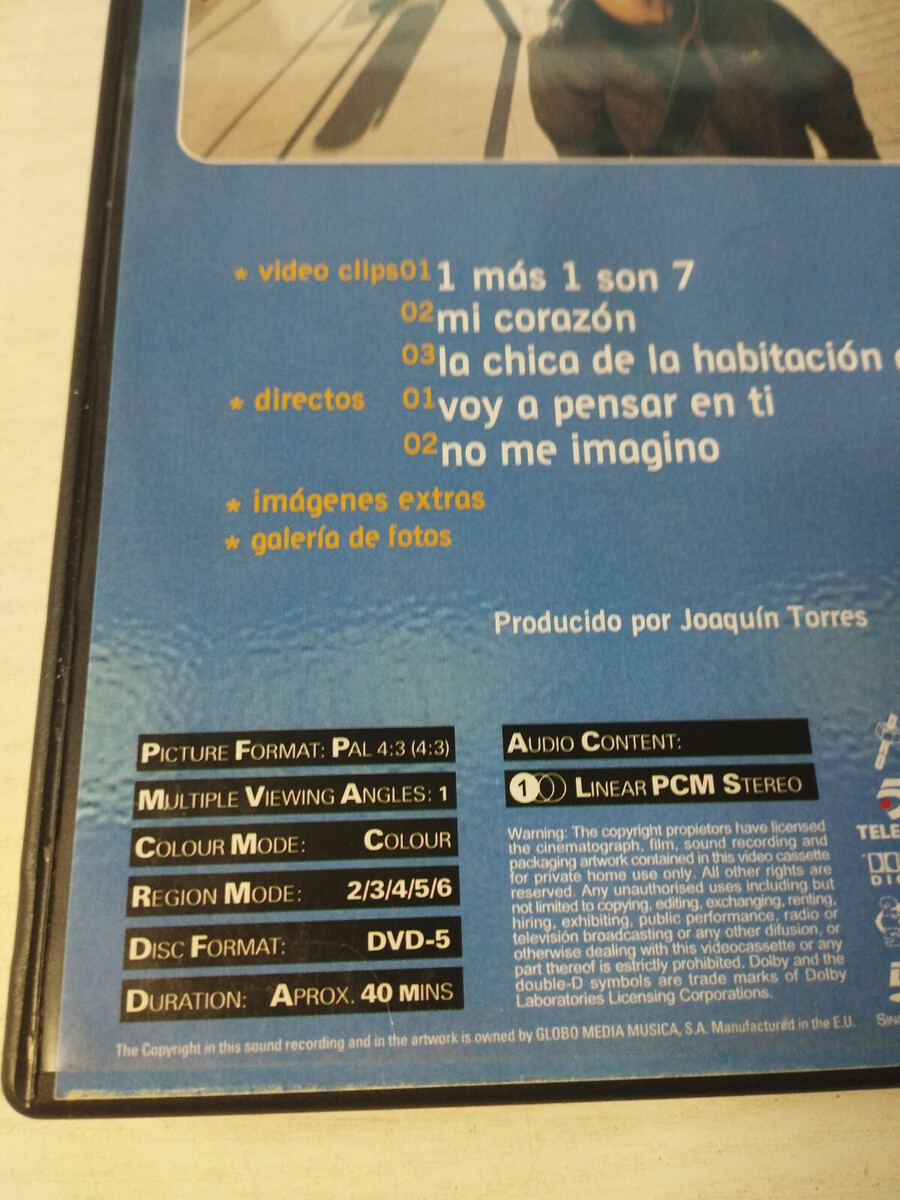 * video clips 01 1 más 1 son 7
02 mi corazón
03 la chica de la habitación
* directos 01 voy a pensar en ti
02 no me imagino
* imágenes extras
* galería de fotos
Producido por Joaquín Torres
PICTURE FORMAT: PAL 4:3 (4:3)
MULTIPLE VIEWING ANGLES: 1
COLOUR MODE: COLOUR
REGION MODE: 2/3/4/5/6
DISC FORMAT: DVD-5
DURATION: APROX. 40 MINS
AUDIO CONTENT:
1 LINEAR PCM STEREO
Warning: The copyright propietors have licensed
the cinematograph, film, sound recording and
packaging artwork contained in this video cassette
for private home use only. All other rights are
reserved. Any unauthorised uses including but
not limited to copying, editing, exchanging, renting,
hiring, exhibiting, public performance, radio or
television broadcasting or any other difusion, or
otherwise dealing with this videocassette or any
part thereof is estrictly prohibited. Dolby and the
double-D symbols are trade marks of Dolby
Laboratories Licensing Corporations.
The Copyright in this sound recording and in the artwork is owned by GLOBO MEDIA MUSICA, S.A. Manufactured in the E.U.
5
TELE